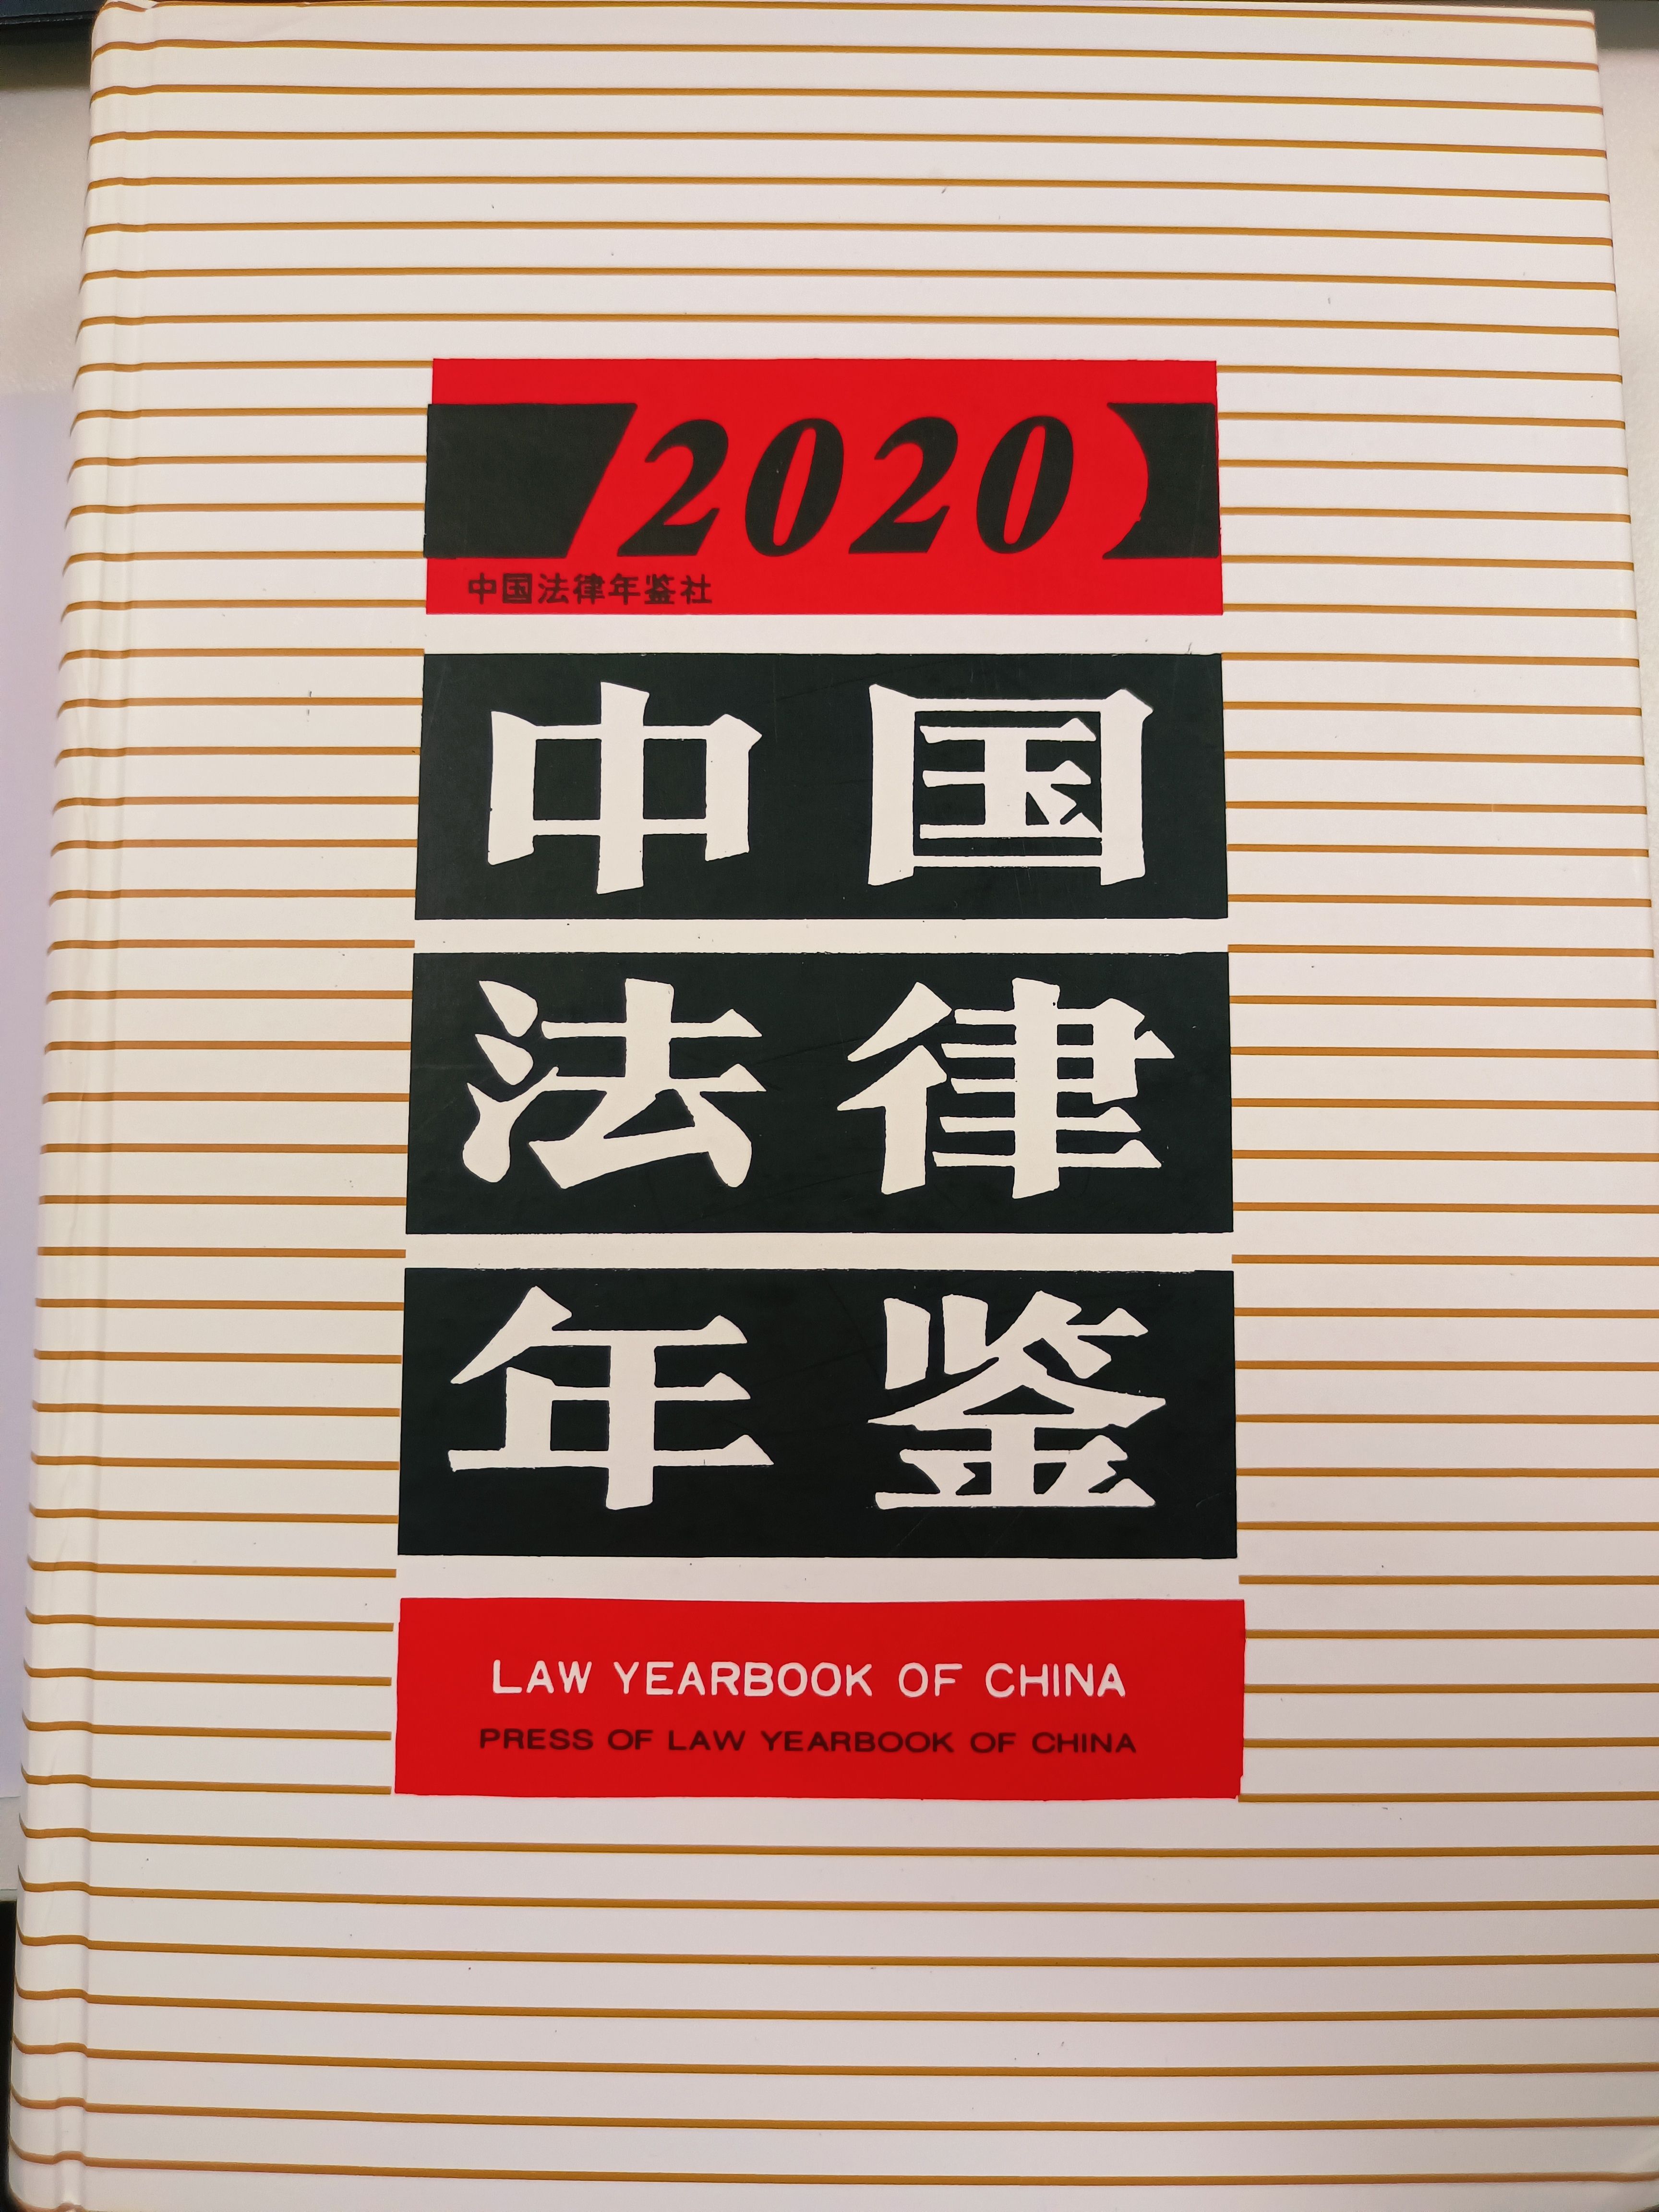 2020
中国法律年鉴社
中国
法律
年鉴
LAW YEARBOOK OF CHINA
PRESS OF LAW YEARBOOK OF CHINA